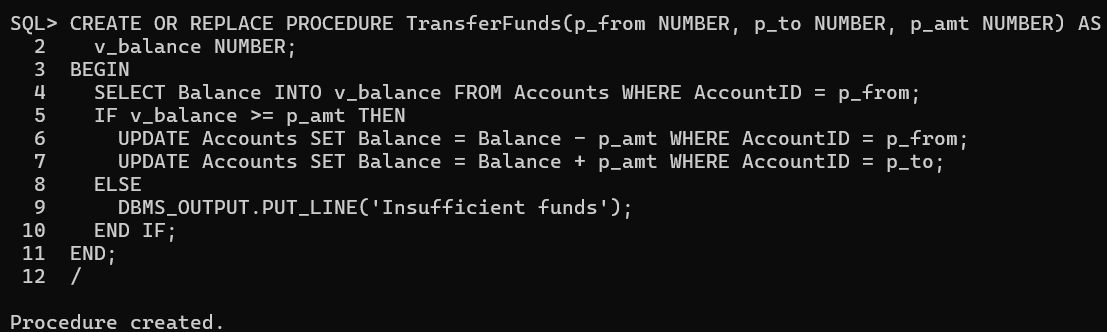 SQL> CREATE OR REPLACE PROCEDURE TransferFunds(p_from NUMBER, p_to NUMBER, p_amt NUMBER) AS
  2    v_balance NUMBER;
  3  BEGIN
  4    SELECT Balance INTO v_balance FROM Accounts WHERE AccountID = p_from;
  5    IF v_balance >= p_amt THEN
  6      UPDATE Accounts SET Balance = Balance - p_amt WHERE AccountID = p_from;
  7      UPDATE Accounts SET Balance = Balance + p_amt WHERE AccountID = p_to;
  8    ELSE
  9      DBMS_OUTPUT.PUT_LINE('Insufficient funds');
 10    END IF;
 11  END;
 12  /
Procedure created.